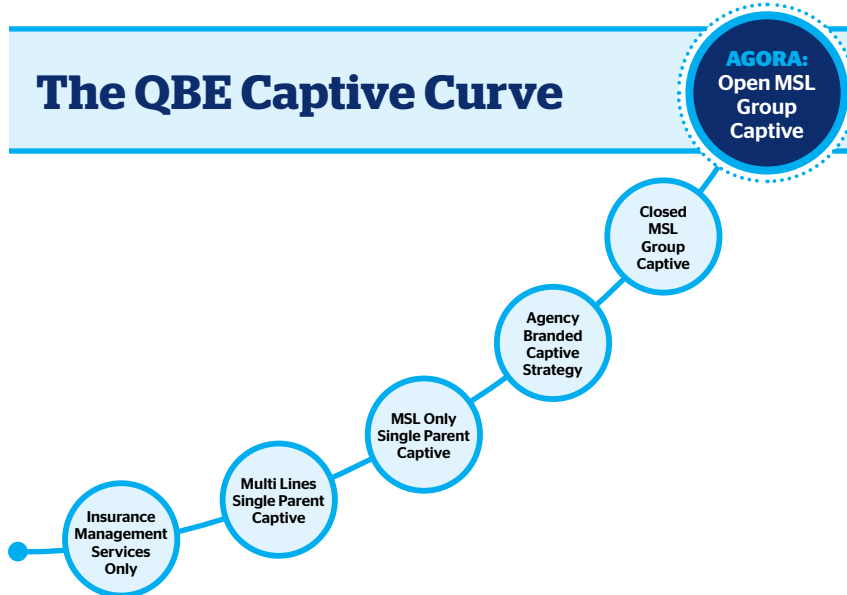 The QBE Captive Curve
AGORA:
Open MSL
Group
Captive
Closed
MSL
Group
Captive
Agency
Branded
Captive
Strategy
MSL Only
Single Parent
Captive
Multi Lines
Single Parent
Captive
Insurance
Management
Services
Only